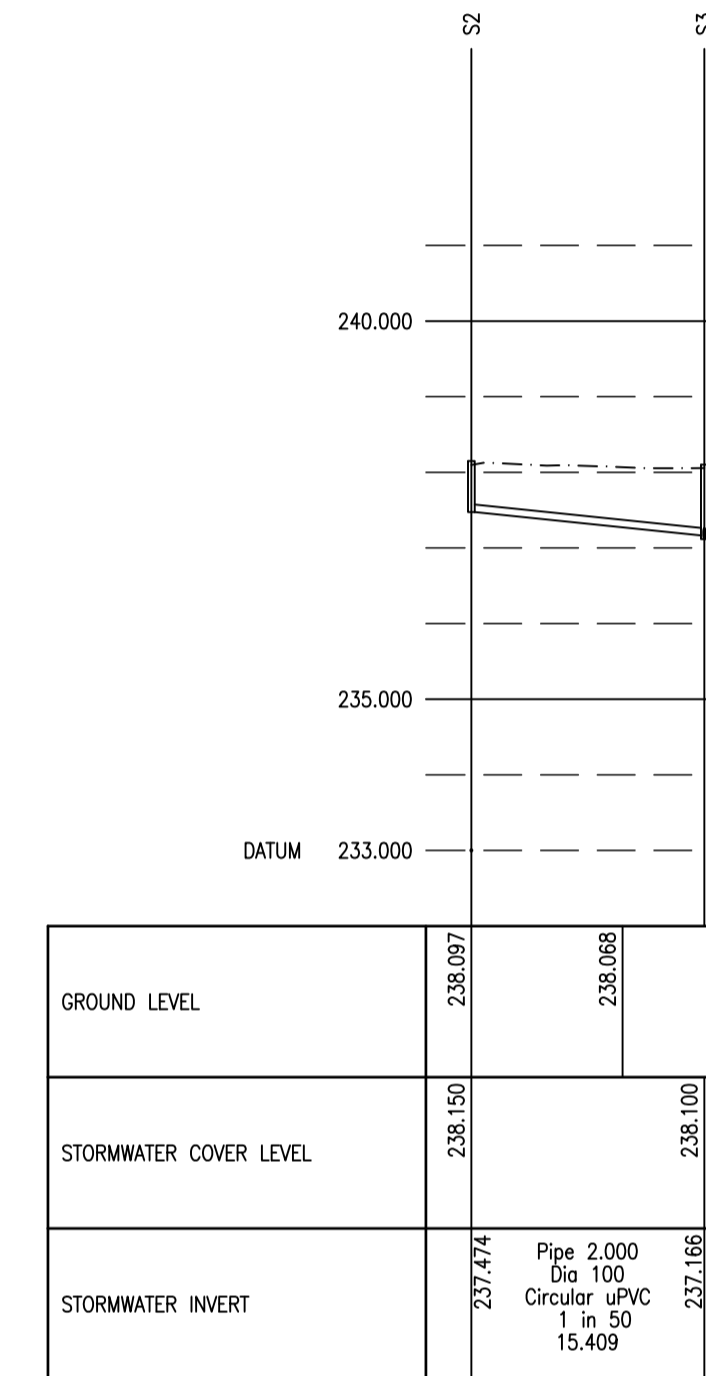 S2
S3
240.000
235.000
DATUM 233.000
GROUND LEVEL
238.097
238.068
STORMWATER COVER LEVEL
238.150
238.100
STORMWATER INVERT
237.474
Pipe 2.000
Dia 100
Circular uPVC
1 in 50
15.409
237.166